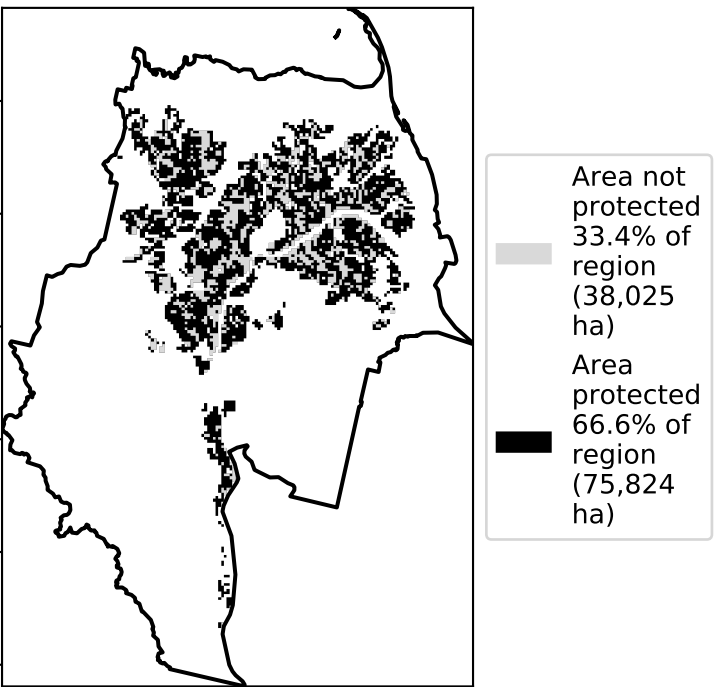 Area not
protected
33.4% of
region
(38,025
ha)
Area
protected
66.6% of
region
(75,824
ha)